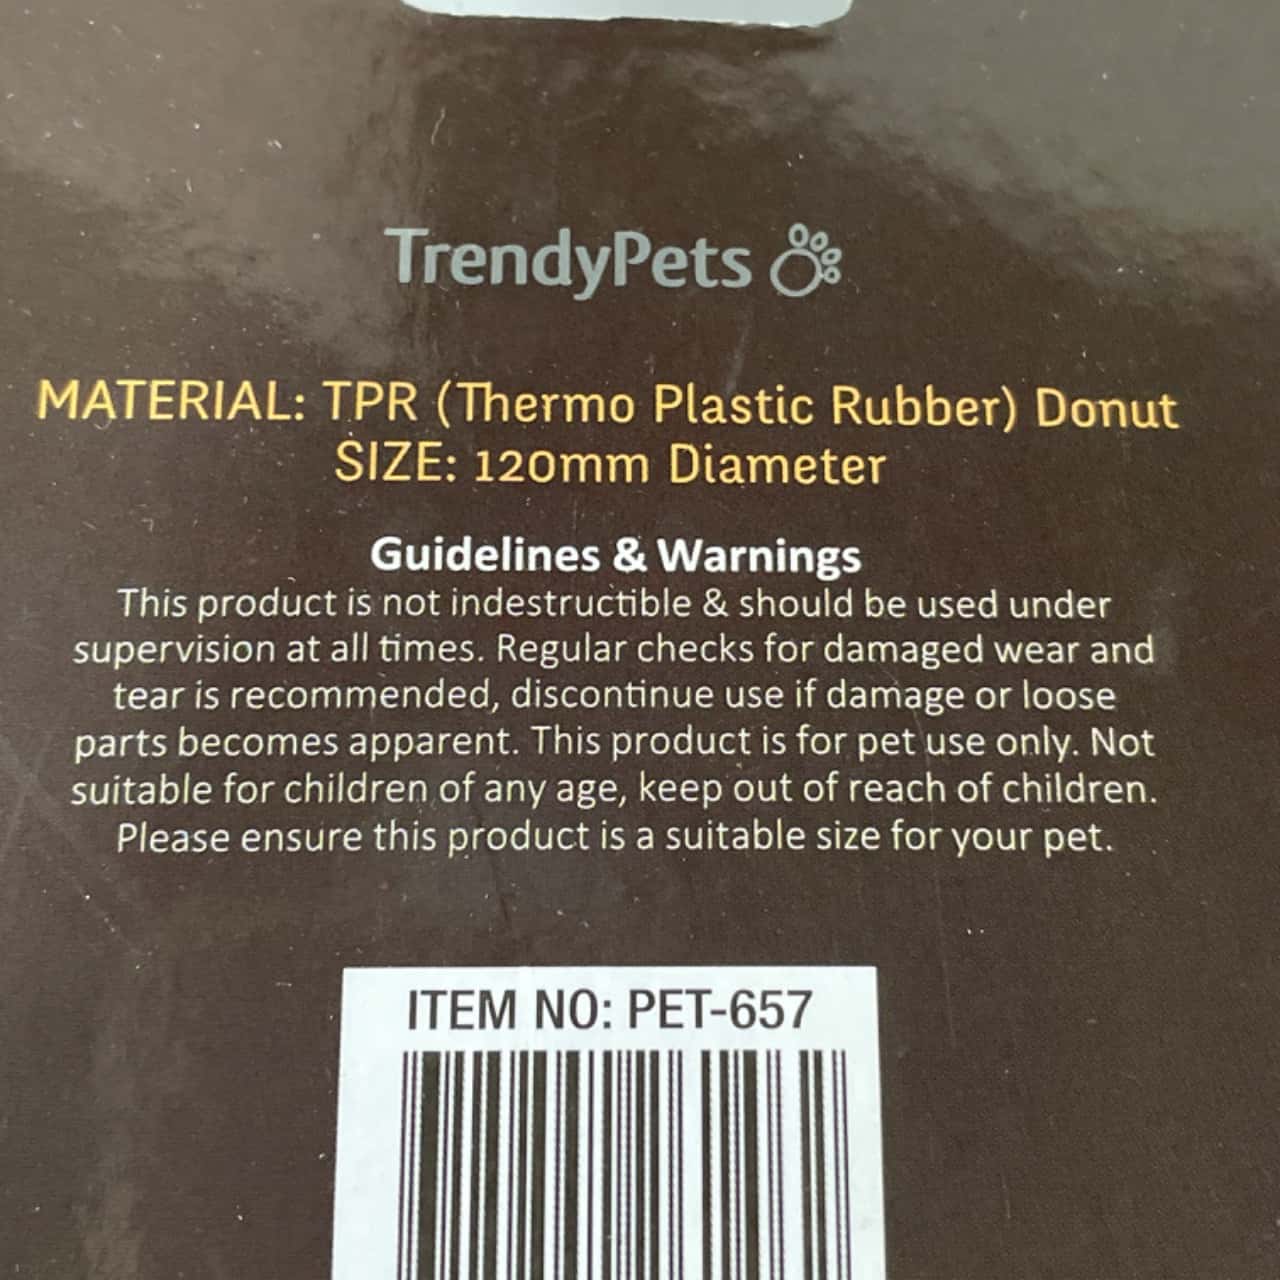 TrendyPets
MATERIAL: TPR (Thermo Plastic Rubber) Donut
SIZE: 120mm Diameter
Guidelines & Warnings
This product is not indestructible & should be used under
supervision at all times. Regular checks for damaged wear and
tear is recommended, discontinue use if damage or loose
parts becomes apparent. This product is for pet use only. Not
suitable for children of any age, keep out of reach of children.
Please ensure this product is a suitable size for your pet.
ITEM NO: PET-657